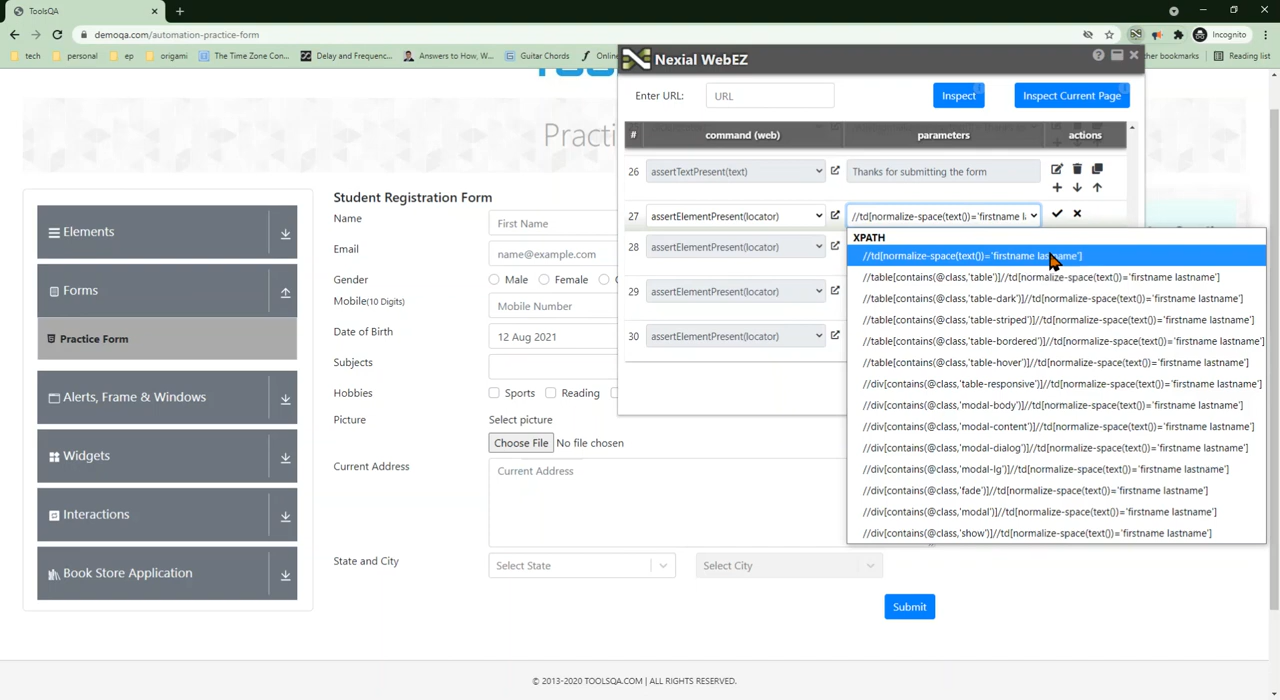 ToolsQA
demoqa.com/automation-practice-form
Incognito
tech personal ep origami The Time Zone Con... Delay and Frequenc... Answers to How W... Guitar Chords Online
other bookmarks Reading list
Practi
Elements
Forms
Practice Form
Alerts, Frame & Windows
Widgets
Interactions
Book Store Application
Student Registration Form
Name First Name
Email name@example.com
Gender Male Female
Mobile(10 Digits) Mobile Number
Date of Birth 12 Aug 2021
Subjects
Hobbies Sports Reading
Picture Select picture
Choose File No file chosen
Current Address Current Address
State and City Select State Select City
Submit
© 2013-2020 TOOLSQA.COM | ALL RIGHTS RESERVED.
Nexial WebEZ
Enter URL: URL Inspect Inspect Current Page
# command (web) parameters actions
26 assertTextPresent(text) Thanks for submitting the form
27 assertElementPresent(locator) //td[normalize-space(text())='firstname l
28 assertElementPresent(locator)
29 assertElementPresent(locator)
30 assertElementPresent(locator)
XPATH
//td[normalize-space(text())='firstname lastname']
//table[contains(@class,'table')]//td[normalize-space(text())='firstname lastname']
//table[contains(@class,'table-dark')]//td[normalize-space(text())='firstname lastname']
//table[contains(@class,'table-striped')]//td[normalize-space(text())='firstname lastname']
//table[contains(@class,'table-bordered')]//td[normalize-space(text())='firstname lastname']
//table[contains(@class,'table-hover')]//td[normalize-space(text())='firstname lastname']
//div[contains(@class,'table-responsive')]//td[normalize-space(text())='firstname lastname']
//div[contains(@class,'modal-body')]//td[normalize-space(text())='firstname lastname']
//div[contains(@class,'modal-content')]//td[normalize-space(text())='firstname lastname']
//div[contains(@class,'modal-dialog')]//td[normalize-space(text())='firstname lastname']
//div[contains(@class,'modal-lg')]//td[normalize-space(text())='firstname lastname']
//div[contains(@class,'fade')]//td[normalize-space(text())='firstname lastname']
//div[contains(@class,'modal')]//td[normalize-space(text())='firstname lastname']
//div[contains(@class,'show')]//td[normalize-space(text())='firstname lastname']